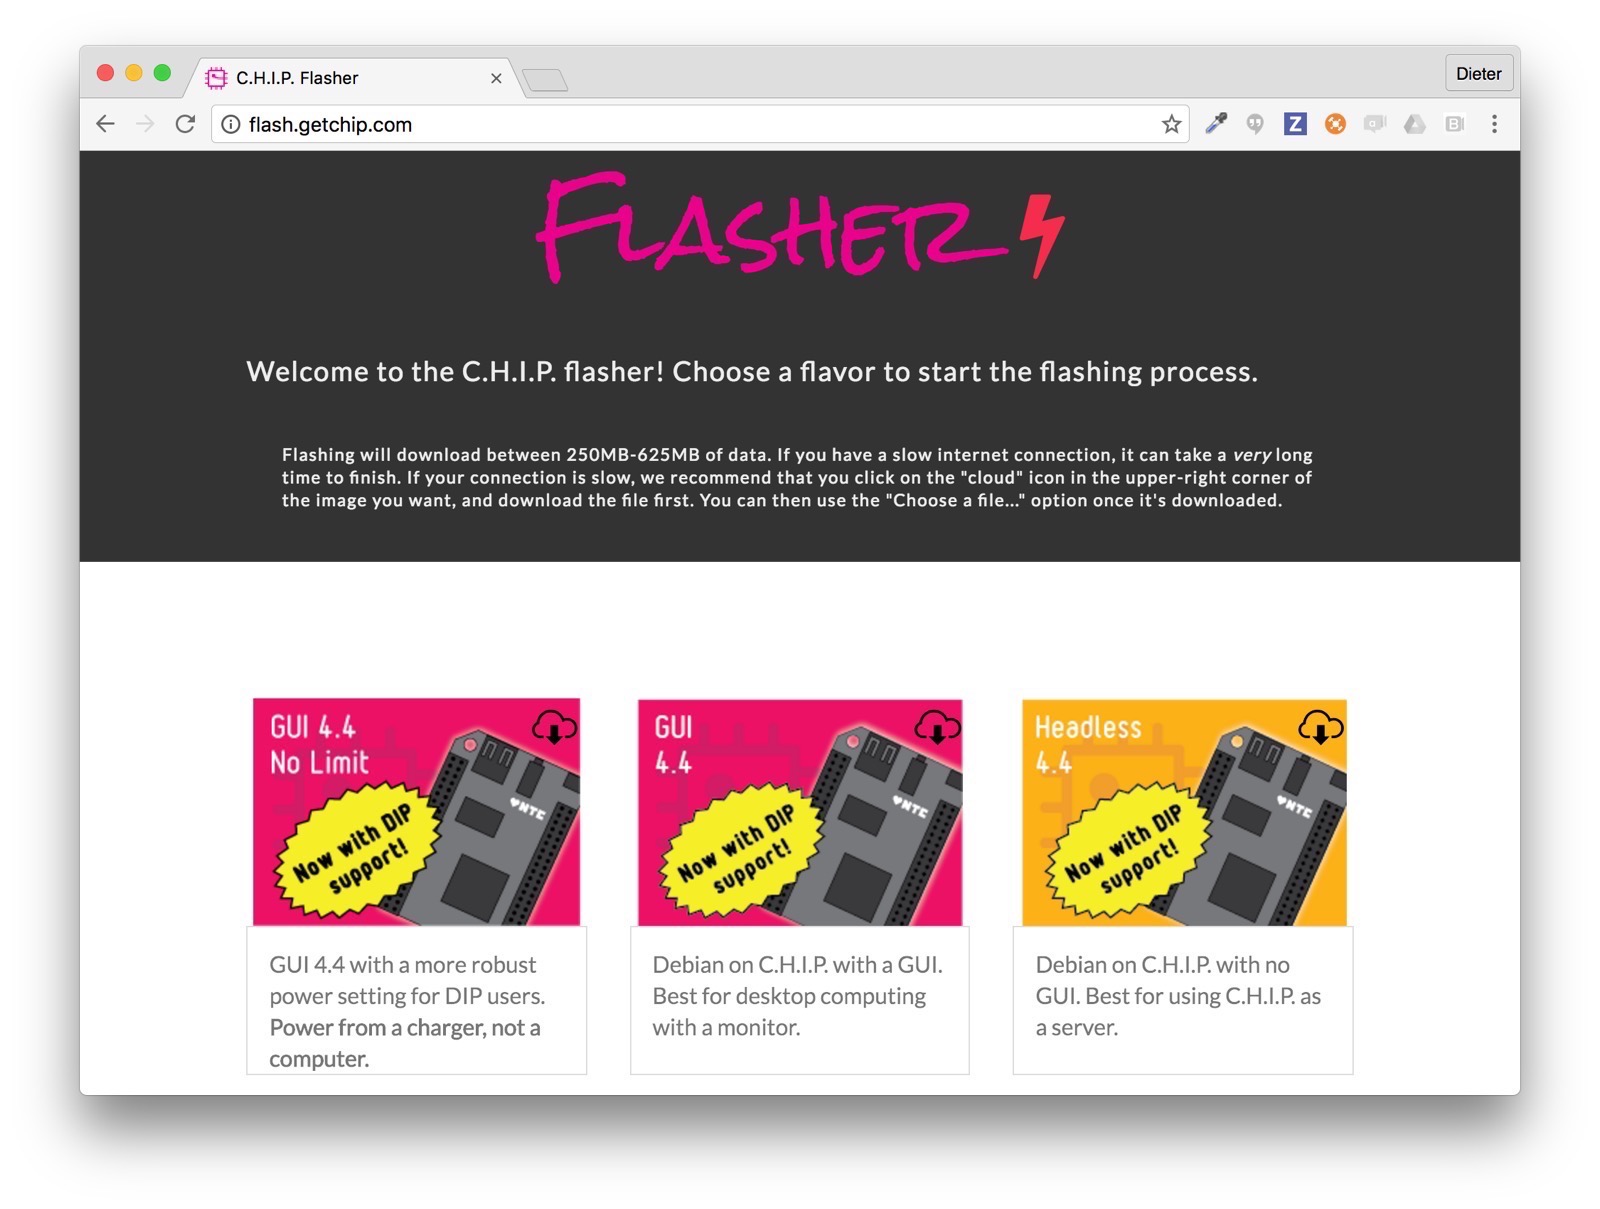 C.H.I.P. Flasher
Dieter
flash.getchip.com
FLASHER
Welcome to the C.H.I.P. flasher! Choose a flavor to start the flashing process.
Flashing will download between 250MB-625MB of data. If you have a slow internet connection, it can take a very long
time to finish. If your connection is slow, we recommend that you click on the "cloud" icon in the upper-right corner of
the image you want, and download the file first. You can then use the "Choose a file..." option once it's downloaded.
GUI 4.4
No Limit
NTC
Now with DIP
support!
GUI 4.4 with a more robust
power setting for DIP users.
Power from a charger, not a
computer.
GUI
4.4
NTC
Now with DIP
support!
Debian on C.H.I.P. with a GUI.
Best for desktop computing
with a monitor.
Headless
4.4
NTC
Now with DIP
support!
Debian on C.H.I.P. with no
GUI. Best for using C.H.I.P. as
a server.